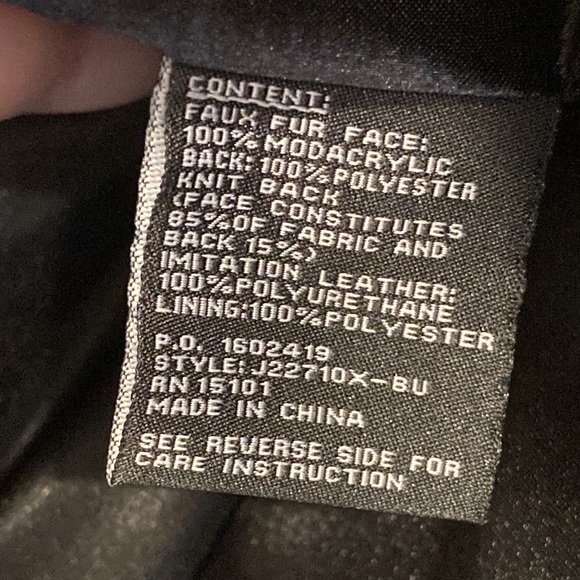 CONTENT:
FAUX FUR FACE:
100%MODACRYLIC
BACK:100%POLYESTER
KNIT BACK
(FACE CONSTITUTES
85%OF FABRIC AND
BACK 15%)
IMITATION LEATHER:
100%POLYURETHANE
LINING:100%POLYESTER
P.O. 1602419
STYLE:J22710X-BU
RN 15101
MADE IN CHINA
SEE REVERSE SIDE FOR
CARE INSTRUCTION